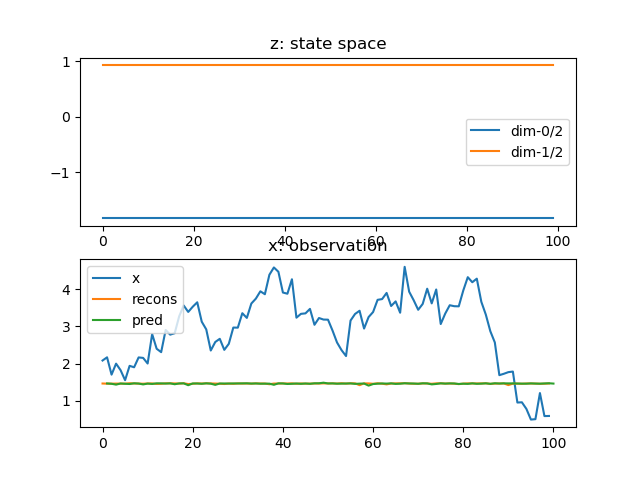 z: state space
1
0
−1
dim-0/2
dim-1/2
0 20 40 60 80 100
x: observation
4
3
2
1
x
recons
pred
0 20 40 60 80 100